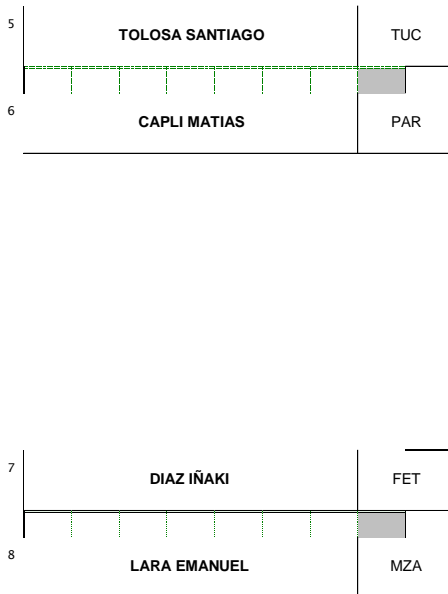 5 TOLOSA SANTIAGO TUC
6 CAPLI MATIAS PAR
7 DIAZ IÑAKI FET
8 LARA EMANUEL MZA